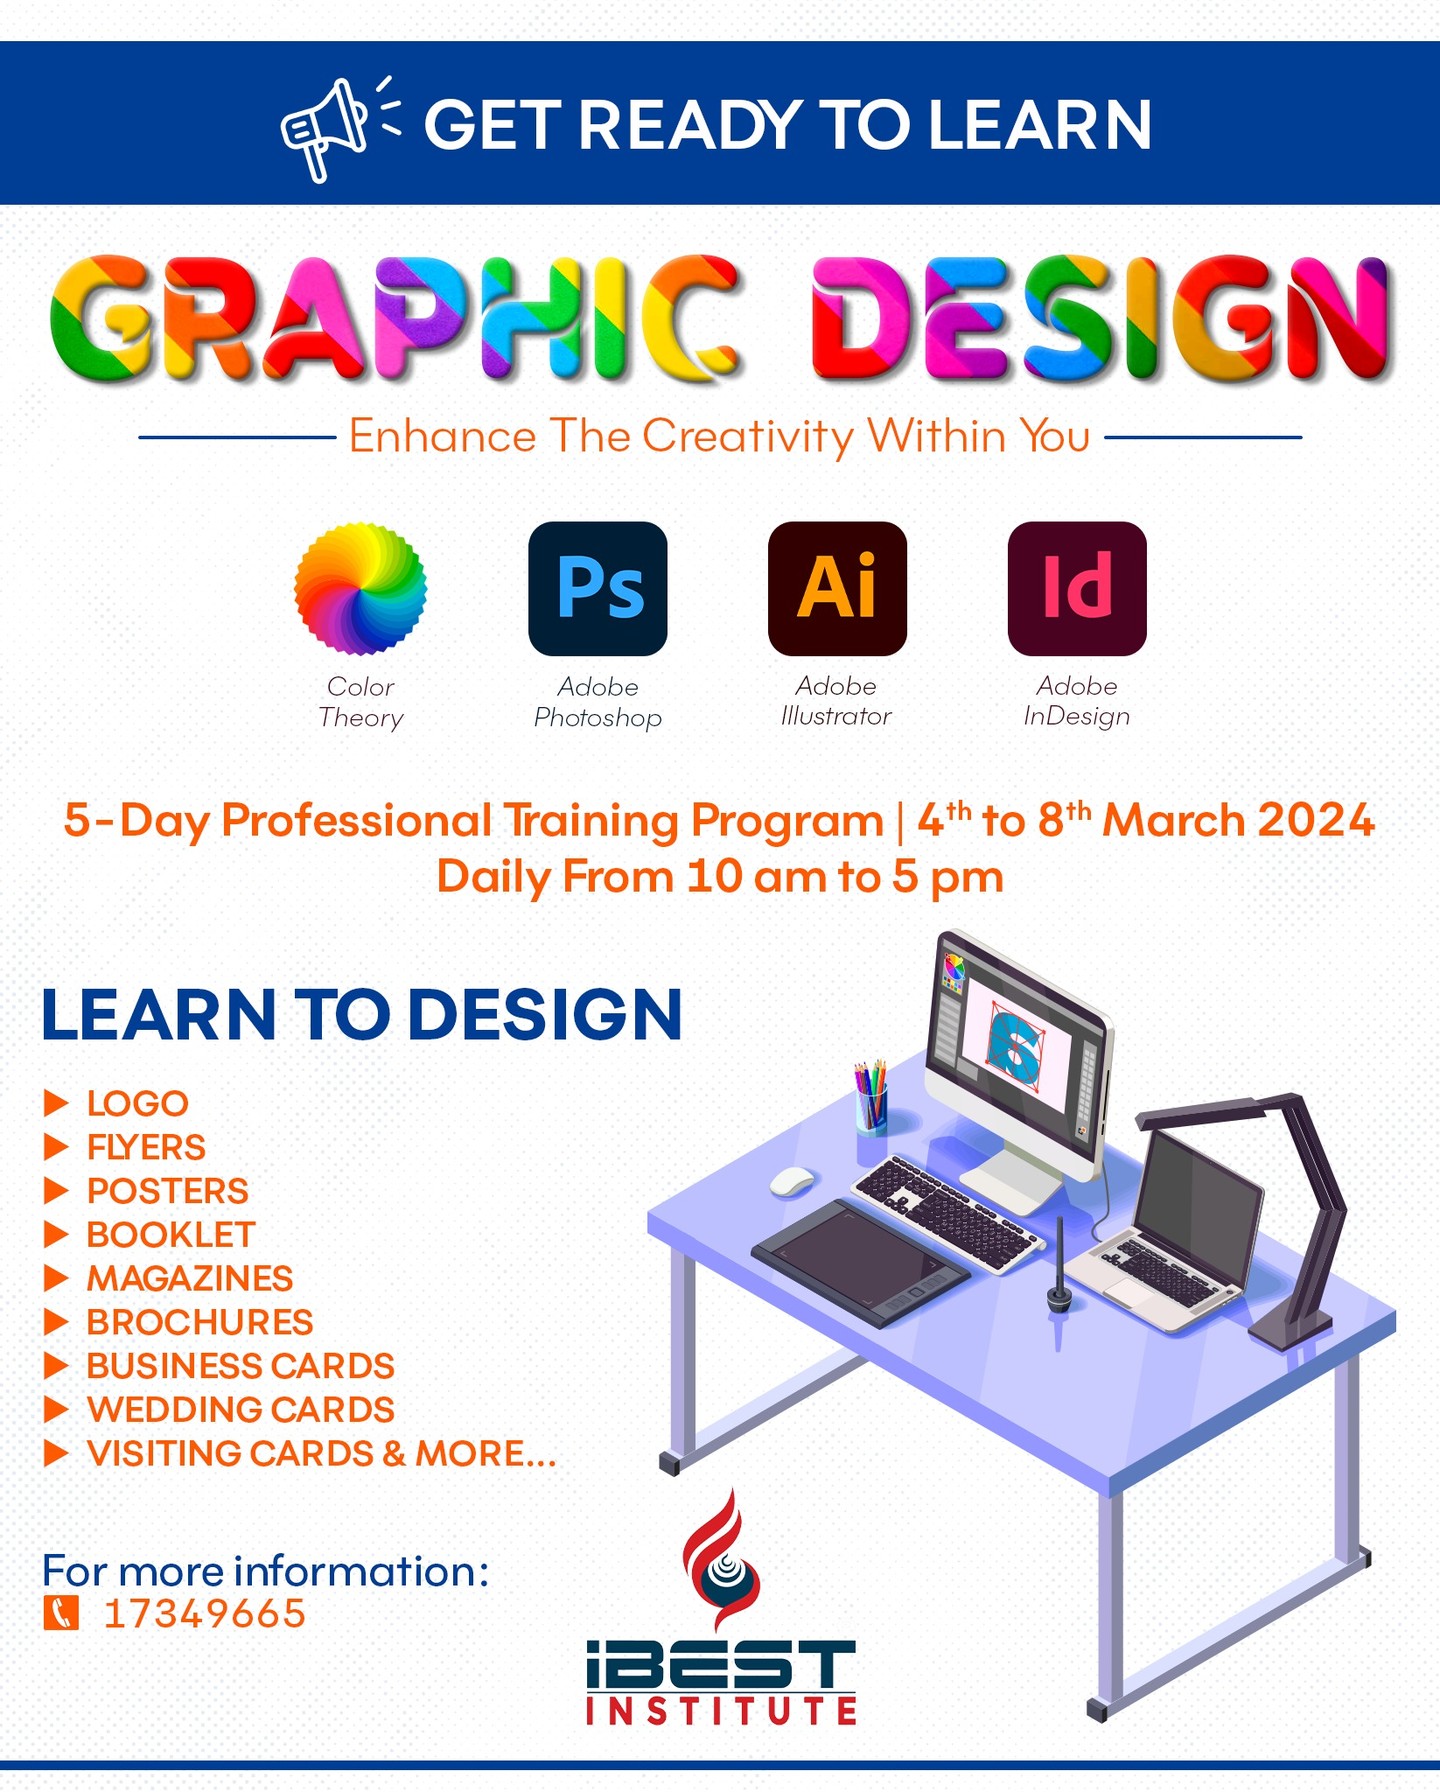 GET READY TO LEARN
GRAPHIC DESIGN
Enhance The Creativity Within You
Ps
Ai
Id
Color
Theory
Adobe
Photoshop
Adobe
Illustrator
Adobe
InDesign
5-Day Professional Training Program | 4th to 8th March 2024
Daily From 10 am to 5 pm
LEARN TO DESIGN
LOGO
FLYERS
POSTERS
BOOKLET
MAGAZINES
BROCHURES
BUSINESS CARDS
WEDDING CARDS
VISITING CARDS & MORE...
For more information:
17349665
iBEST
INSTITUTE